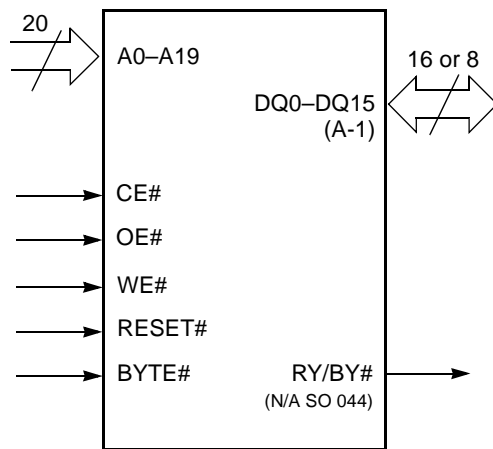 20
A0–A19
16 or 8
DQ0–DQ15
(A-1)
CE#
OE#
WE#
RESET#
BYTE#
RY/BY#
(N/A SO 044)